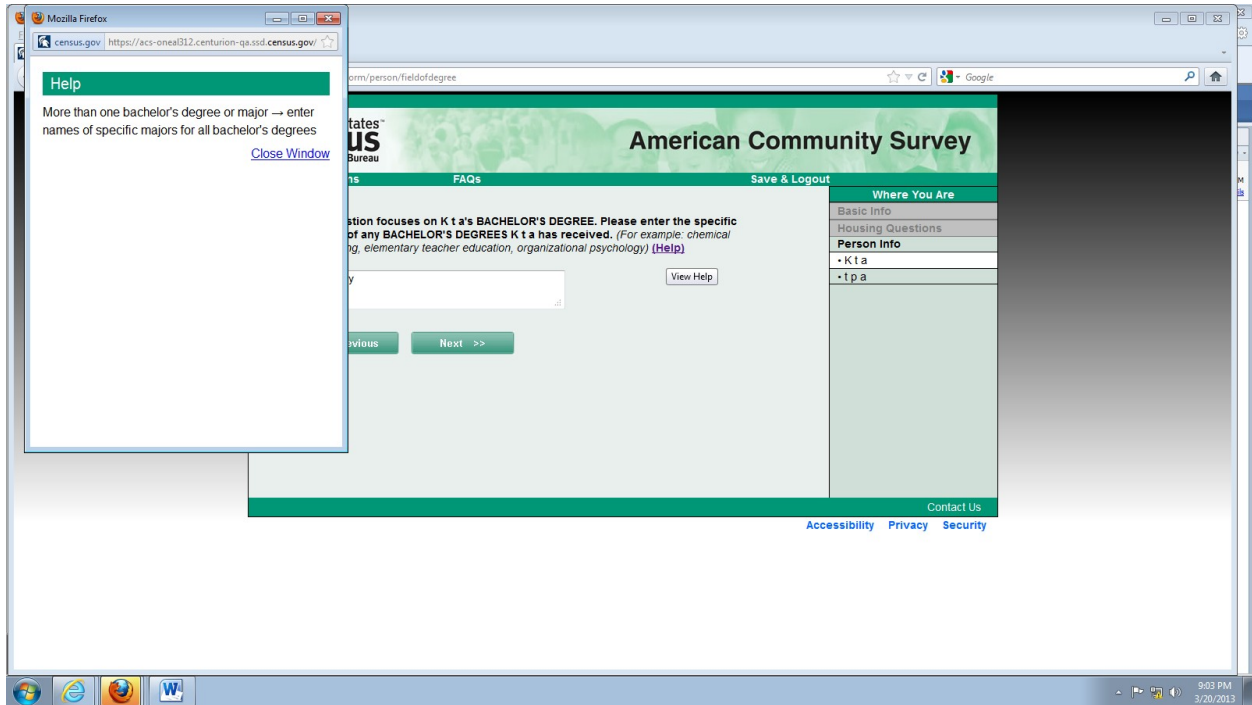 Mozilla Firefox
census.gov https://acs-oneal312.centurion-qa.ssd.census.gov/
Help
More than one bachelor's degree or major → enter
names of specific majors for all bachelor's degrees
Close Window
orm/person/fieldofdegree
Google
tates™
US
Bureau
American Community Survey
ns FAQs Save & Logout
stion focuses on K t a's BACHELOR'S DEGREE. Please enter the specific
of any BACHELOR'S DEGREES K t a has received. (For example: chemical
ng, elementary teacher education, organizational psychology) (Help)
y
View Help
evious Next >>
Where You Are
Basic Info
Housing Questions
Person Info
• K t a
• t p a
Contact Us
Accessibility Privacy Security
9:03 PM
3/20/2013